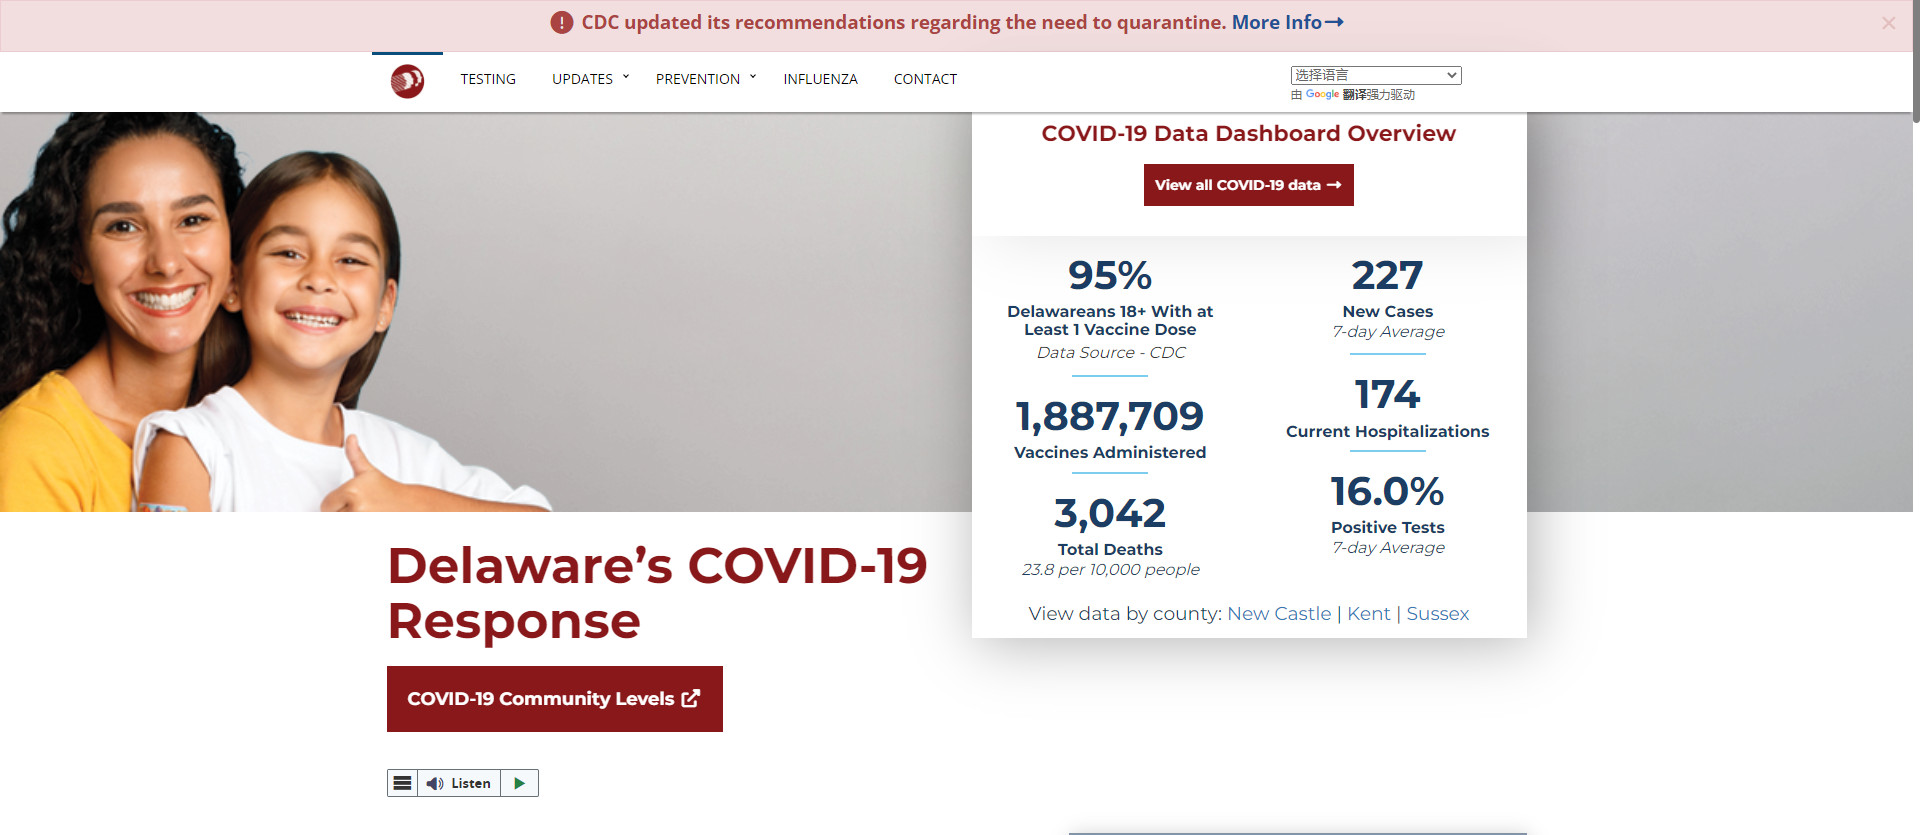 CDC updated its recommendations regarding the need to quarantine. More Info→
TESTING UPDATES PREVENTION INFLUENZA CONTACT
选择语言
由 Google 翻译强力驱动
COVID-19 Data Dashboard Overview
View all COVID-19 data →
95%
Delawareans 18+ With at
Least 1 Vaccine Dose
Data Source - CDC
1,887,709
Vaccines Administered
3,042
Total Deaths
23.8 per 10,000 people
227
New Cases
7-day Average
174
Current Hospitalizations
16.0%
Positive Tests
7-day Average
View data by county: New Castle | Kent | Sussex
Delaware’s COVID-19
Response
COVID-19 Community Levels
Listen